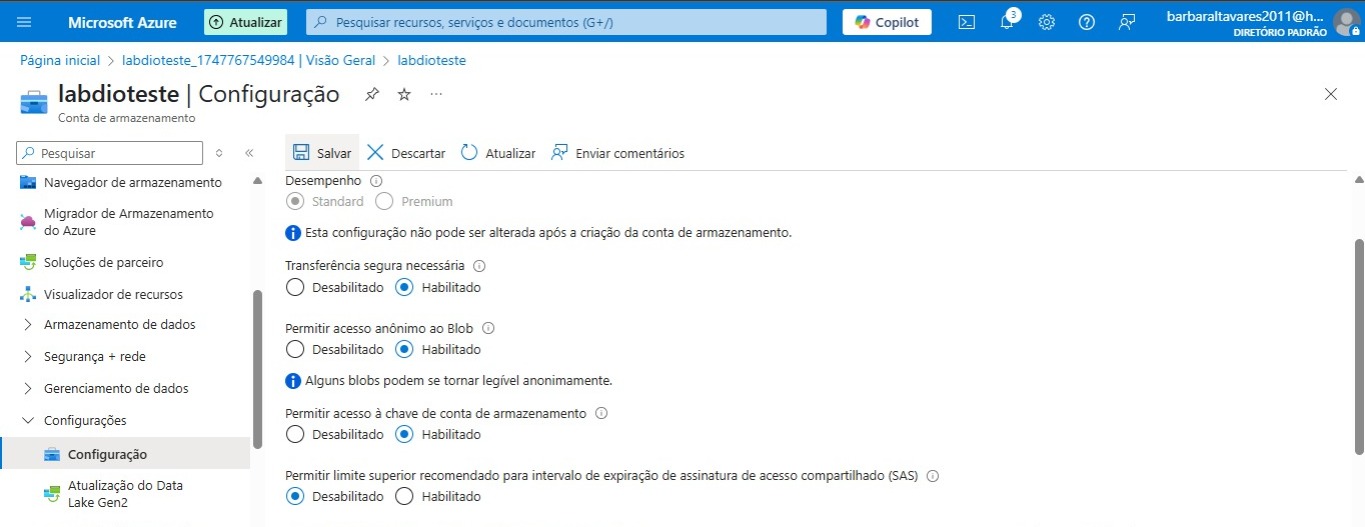 Microsoft Azure
Atualizar
Pesquisar recursos, serviços e documentos (G+/)
Copilot
3
barbaraltavares2011@h...
DIRETÓRIO PADRÃO
Página inicial > labdioteste_1747767549984 | Visão Geral > labdioteste
labdioteste | Configuração
Conta de armazenamento
Pesquisar
Navegador de armazenamento
Migrador de Armazenamento
do Azure
Soluções de parceiro
Visualizador de recursos
Armazenamento de dados
Segurança + rede
Gerenciamento de dados
Configurações
Configuração
Atualização do Data
Lake Gen2
Salvar Descartar Atualizar Enviar comentários
Desempenho
Standard Premium
Esta configuração não pode ser alterada após a criação da conta de armazenamento.
Transferência segura necessária
Desabilitado Habilitado
Permitir acesso anônimo ao Blob
Desabilitado Habilitado
Alguns blobs podem se tornar legível anonimamente.
Permitir acesso à chave de conta de armazenamento
Desabilitado Habilitado
Permitir limite superior recomendado para intervalo de expiração de assinatura de acesso compartilhado (SAS)
Desabilitado Habilitado